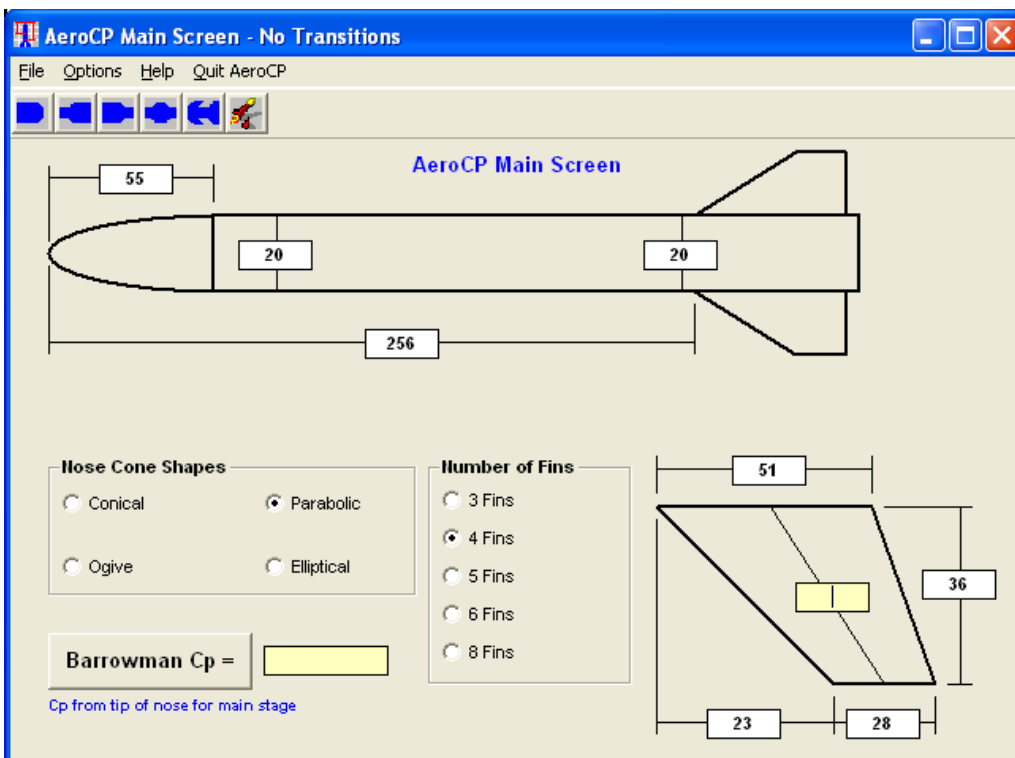 AeroCP Main Screen - No Transitions
File Options Help Quit AeroCP
AeroCP Main Screen
55
20
20
256
Nose Cone Shapes
Conical
Parabolic
Ogive
Elliptical
Number of Fins
3 Fins
4 Fins
5 Fins
6 Fins
8 Fins
51
36
23
28
Barrowman Cp =
Cp from tip of nose for main stage